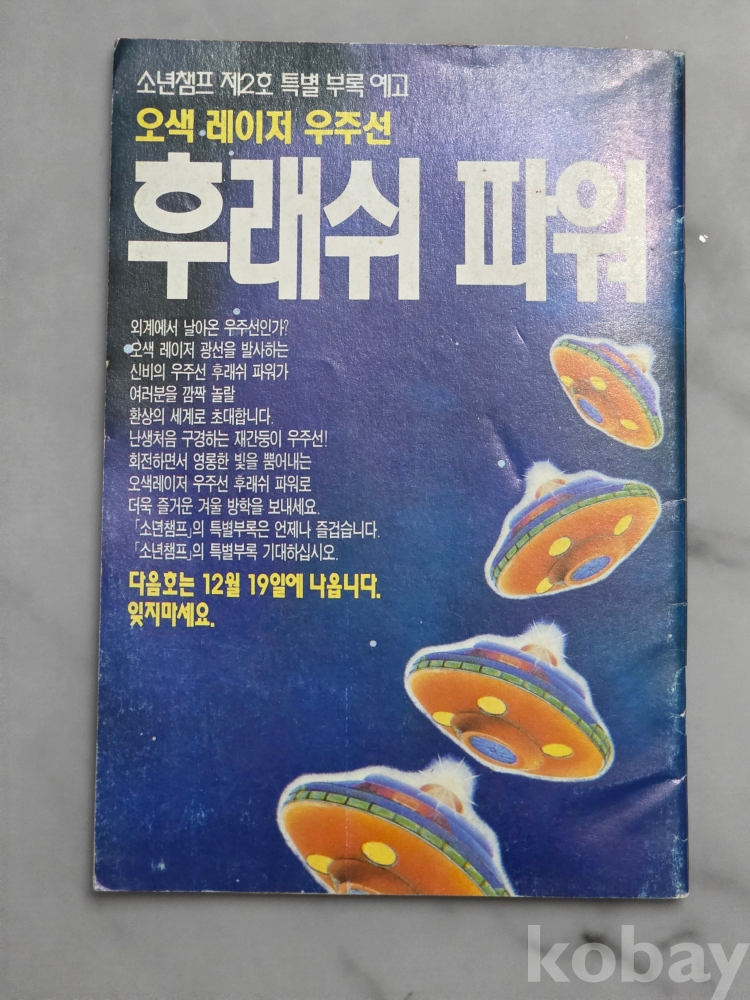 소년챔프 제2호 특별 부록 예고
오색 레이저 우주선
후래쉬 파워
외계에서 날아온 우주선인가?
오색 레이저 광선을 발사하는
신비의 우주선 후래쉬 파워가
여러분을 깜짝 놀랄
환상의 세계로 초대합니다.
난생처음 구경하는 재간둥이 우주선!
회전하면서 영롱한 빛을 뿜어내는
오색레이저 우주선 후래쉬 파워로
더욱 즐거운 겨울 방학을 보내세요.
「소년챔프」의 특별부록은 언제나 즐겁습니다.
「소년챔프」의 특별부록 기대하십시오.
다음호는 12월 19일에 나옵니다.
잊지마세요.
kobay